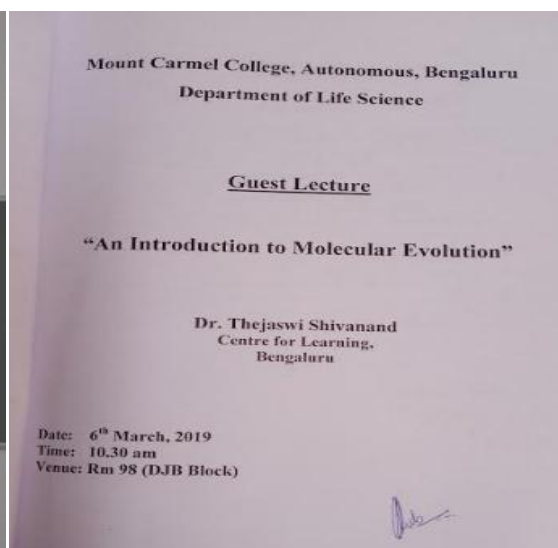 Mount Carmel College, Autonomous, Bengaluru
Department of Life Science
Guest Lecture
“An Introduction to Molecular Evolution”
Dr. Thejaswi Shivanand
Centre for Learning,
Bengaluru
Date: 6th March, 2019
Time: 10.30 am
Venue: Rm 98 (DJB Block)